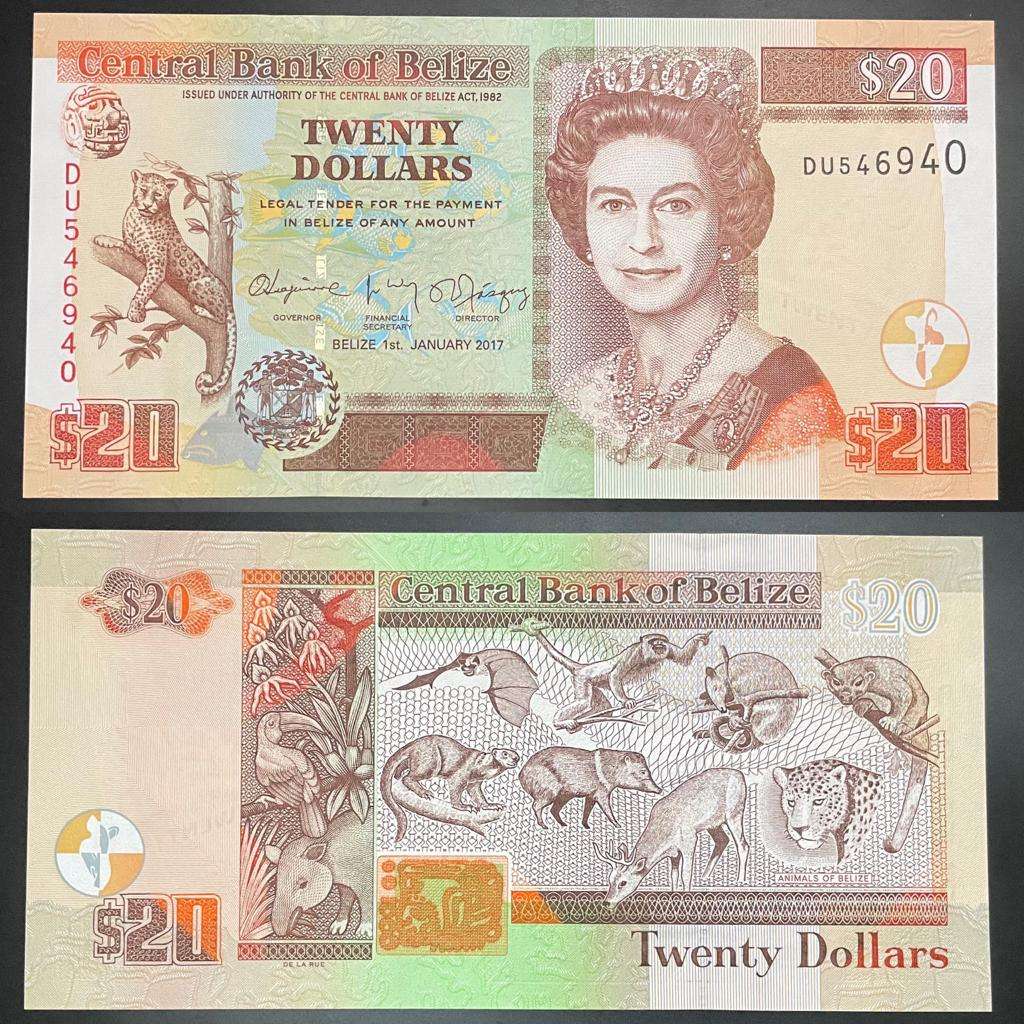 Central Bank of Belize
$20
ISSUED UNDER AUTHORITY OF THE CENTRAL BANK OF BELIZE ACT, 1982
TWENTY
DOLLARS
DU546940
DU546940
LEGAL TENDER FOR THE PAYMENT
IN BELIZE OF ANY AMOUNT
GOVERNOR
FINANCIAL
SECRETARY
DIRECTOR
BELIZE 1st. JANUARY 2017
$20
$20
$20
Central Bank of Belize
$20
ANIMALS OF BELIZE
$20
Twenty Dollars
DE LA RUE